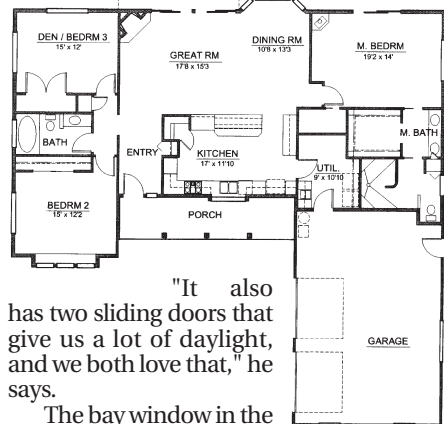 DEN / BEDRM 3
15' x 12'
GREAT RM
17'8 x 15'3
DINING RM
10'8 x 13'3
M. BEDRM
19'2 x 14'
BATH
ENTRY
KITCHEN
17' x 11'10
M. BATH
UTIL.
9' x 10'10
BEDRM 2
15' x 12'2
PORCH
GARAGE
"It also
has two sliding doors that
give us a lot of daylight,
and we both love that," he
says.
The bay window in the